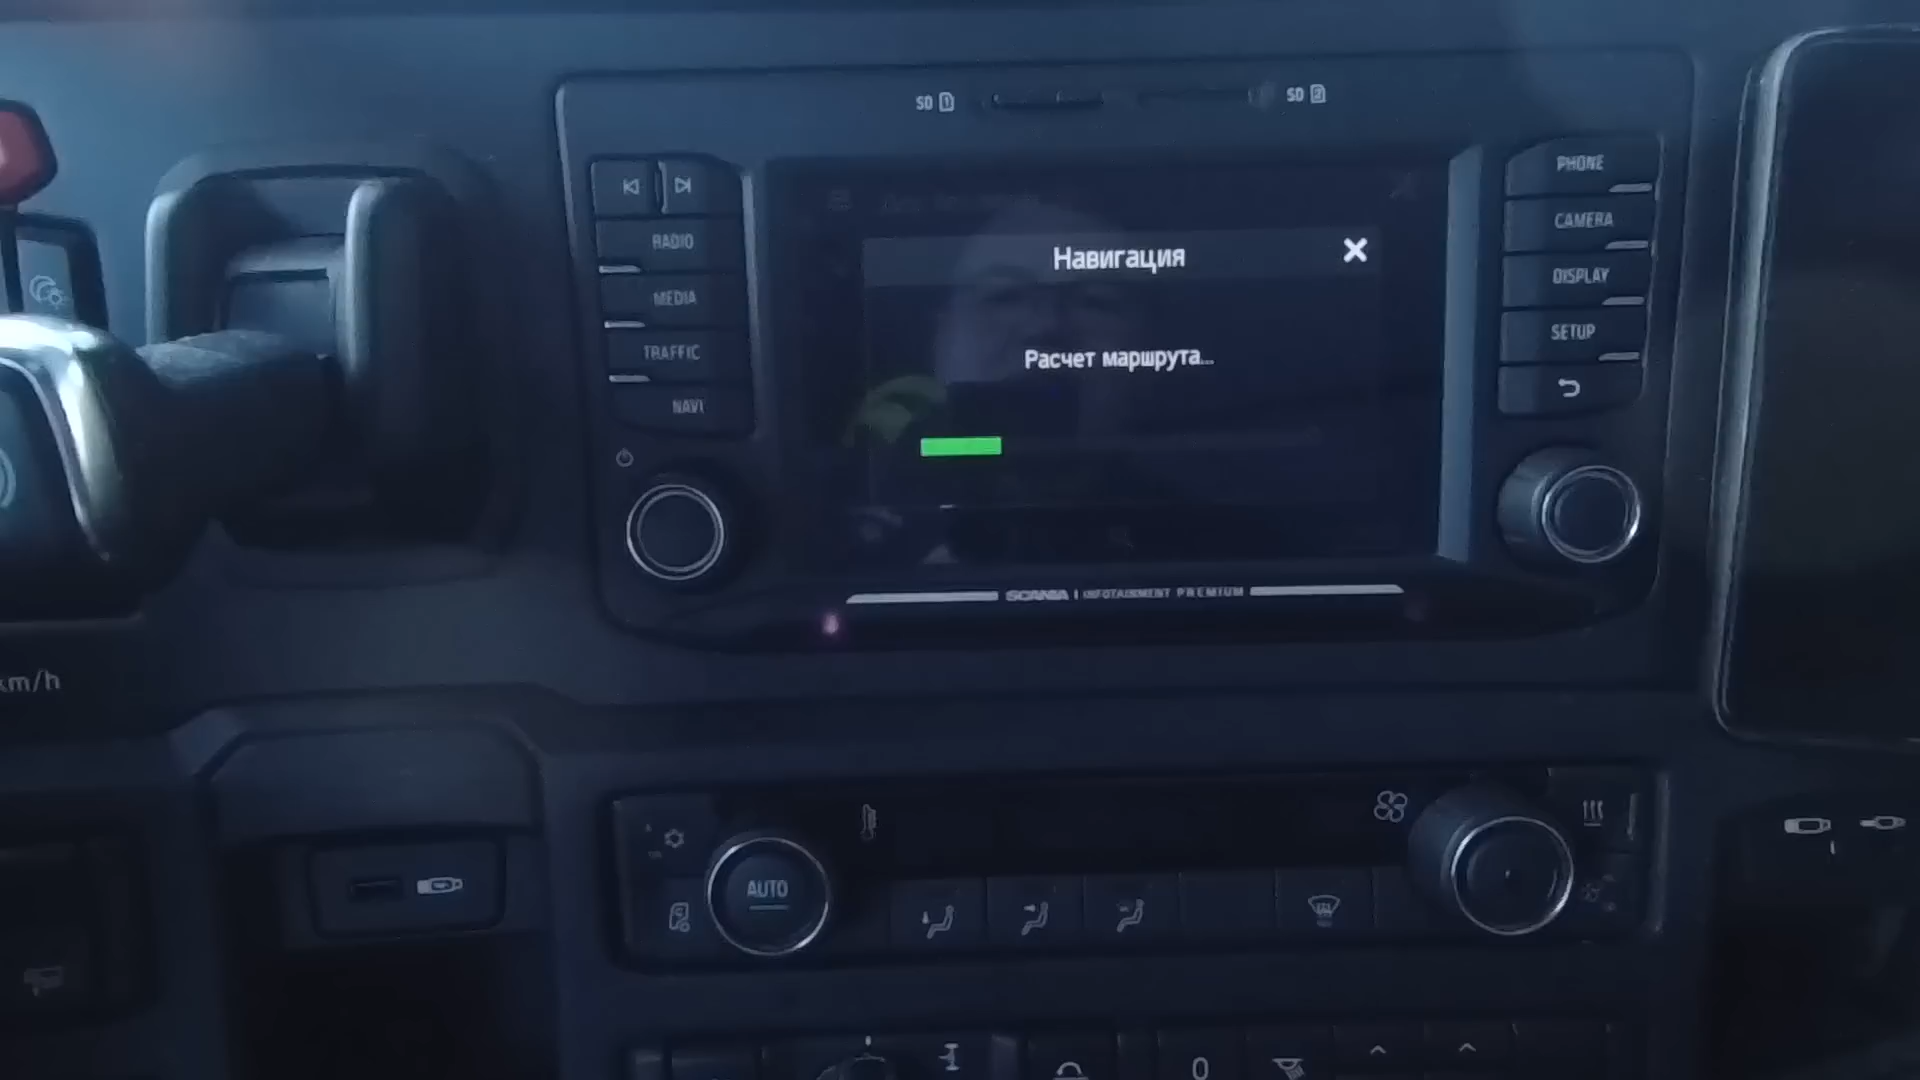 SD 1
SD 2
RADIO
MEDIA
TRAFFIC
NAVI
Навигация
Расчет маршрута...
PHONE
CAMERA
DISPLAY
SETUP
SCANIA | INFOTAINMENT PREMIUM
km/h
AUTO
0